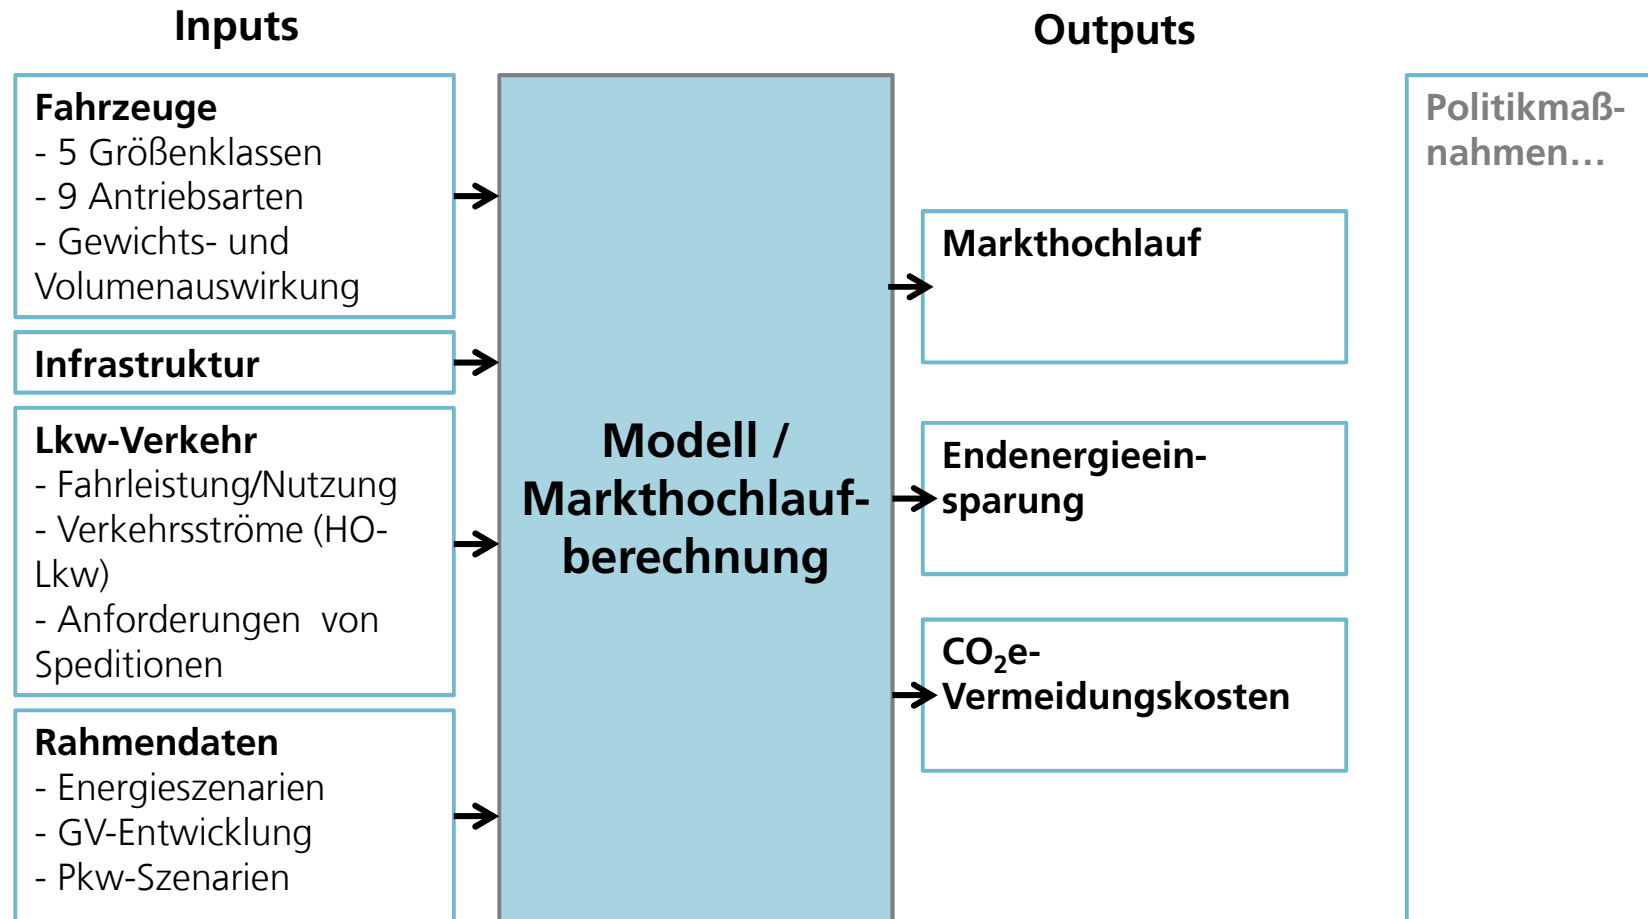 Inputs
Fahrzeuge
- 5 Größenklassen
- 9 Antriebsarten
- Gewichts- und
Volumenauswirkung
Infrastruktur
Lkw-Verkehr
- Fahrleistung/Nutzung
- Verkehrsströme (HO-
Lkw)
- Anforderungen von
Speditionen
Rahmendaten
- Energieszenarien
- GV-Entwicklung
- Pkw-Szenarien
Modell /
Markthochlauf-
berechnung
Outputs
Markthochlauf
Endenergieein-
sparung
CO₂e-
Vermeidungskosten
Politikmaß-
nahmen…